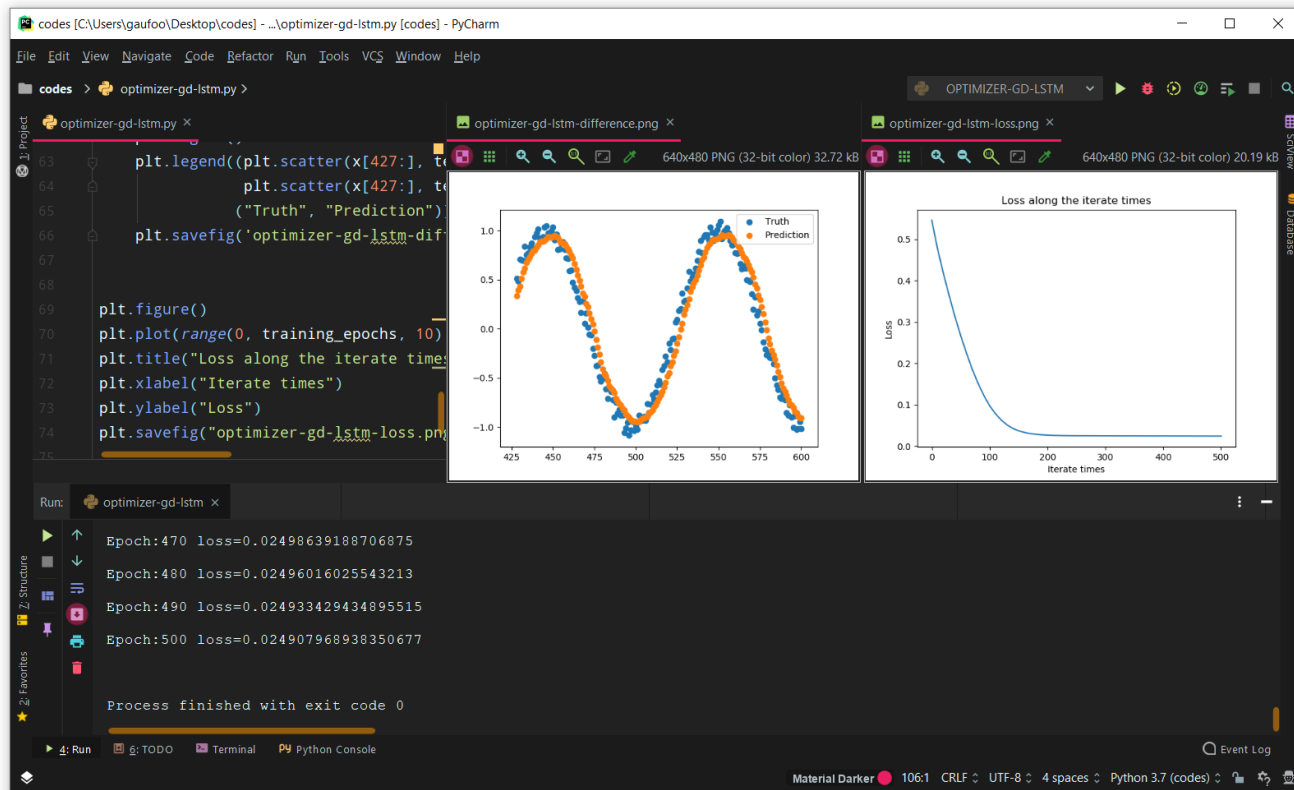 codes [C:\Users\gaufoo\Desktop\codes] - ...\optimizer-gd-lstm.py [codes] - PyCharm
File Edit View Navigate Code Refactor Run Tools VCS Window Help
codes optimizer-gd-lstm.py OPTIMIZER-GD-LSTM
1: Project
optimizer-gd-lstm.py
63 plt.legend((plt.scatter(x[427:], te
64 plt.scatter(x[427:], te
65 ("Truth", "Prediction"))
66 plt.savefig('optimizer-gd-lstm-dif
67
68
69 plt.figure()
70 plt.plot(range(0, training_epochs, 10)
71 plt.title("Loss along the iterate times
72 plt.xlabel("Iterate times")
73 plt.ylabel("Loss")
74 plt.savefig("optimizer-gd-lstm-loss.png
75
optimizer-gd-lstm-difference.png
640x480 PNG (32-bit color) 32.72 kB
Truth
Prediction
1.0
0.5
0.0
−0.5
−1.0
425 450 475 500 525 550 575 600
optimizer-gd-lstm-loss.png
640x480 PNG (32-bit color) 20.19 kB
Loss along the iterate times
0.5
0.4
0.3
0.2
0.1
0.0
Loss
0 100 200 300 400 500
Iterate times
SciView
Database
Run: optimizer-gd-lstm
Epoch:470 loss=0.02498639188706875
Epoch:480 loss=0.02496016025543213
Epoch:490 loss=0.024933429434895515
Epoch:500 loss=0.024907968938350677
Process finished with exit code 0
7: Structure
2: Favorites
4: Run 6: TODO Terminal Python Console Event Log
Material Darker 106:1 CRLF UTF-8 4 spaces Python 3.7 (codes)